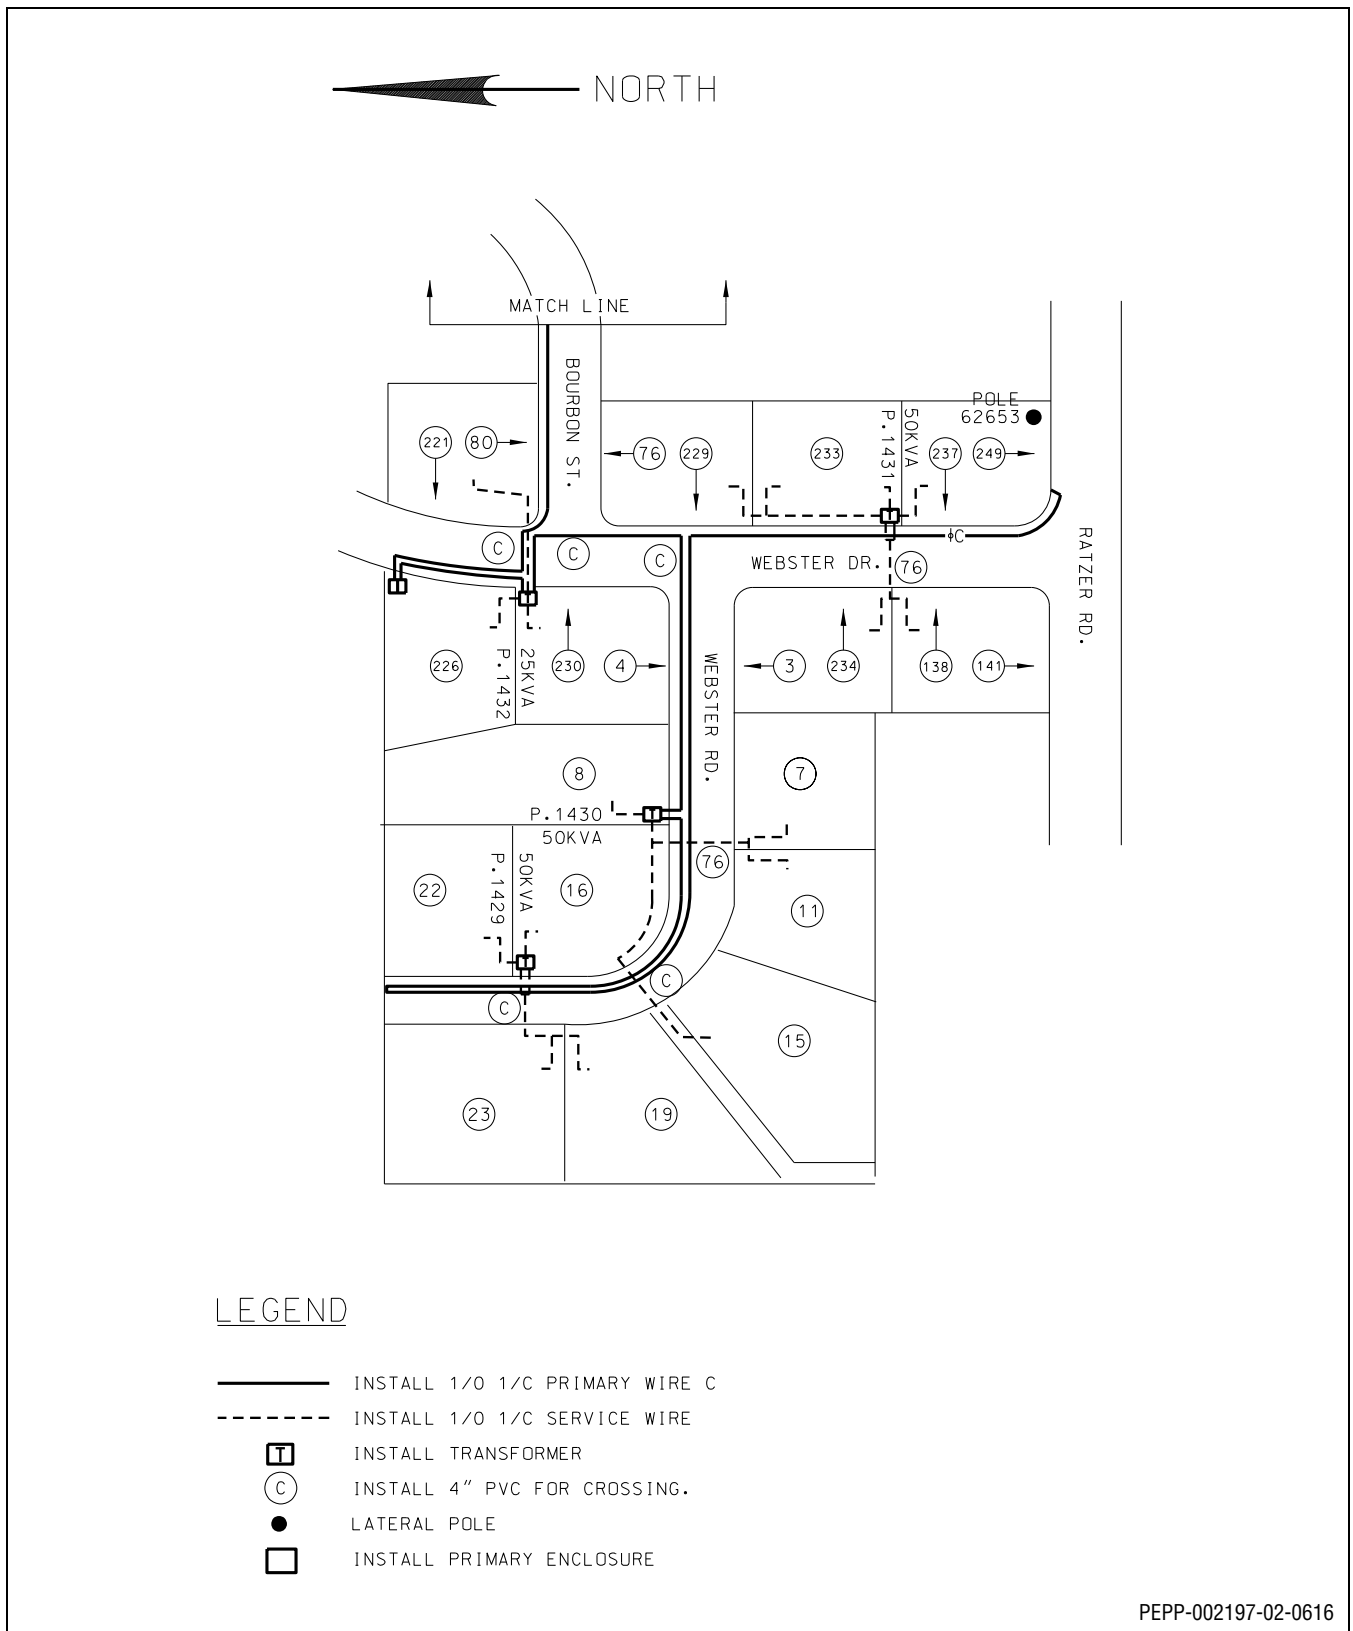 NORTH
MATCH LINE
BOURBON ST.
POLE
62653
221
80
76
229
233
P.1431
50KVA
237
249
C
C
C
ϕC
WEBSTER DR.
76
RATZER RD.
226
P.1432
25KVA
230
4
WEBSTER RD.
3
234
138
141
8
7
P.1430
50KVA
76
22
P.1429
50KVA
16
11
C
C
15
23
19
T
T
T
T
T
LEGEND
INSTALL 1/0 1/C PRIMARY WIRE C
INSTALL 1/0 1/C SERVICE WIRE
T INSTALL TRANSFORMER
C INSTALL 4" PVC FOR CROSSING.
LATERAL POLE
INSTALL PRIMARY ENCLOSURE
PEPP-002197-02-0616